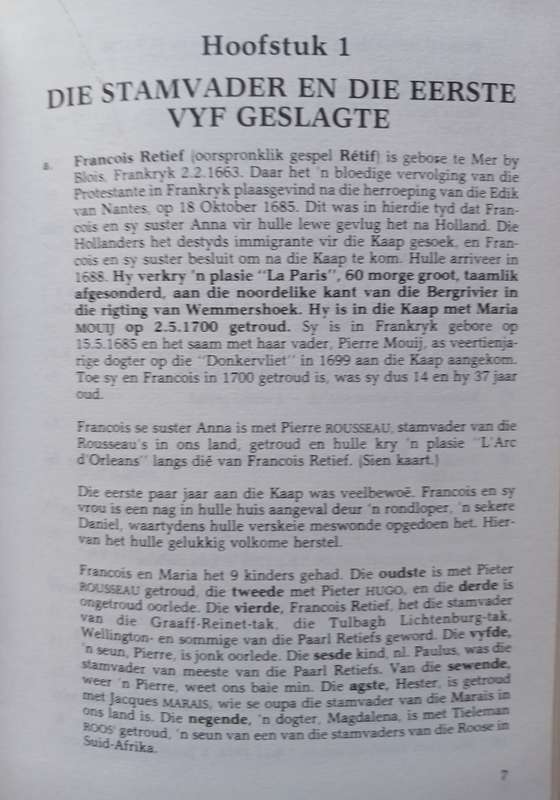 Hoofstuk 1
DIE STAMVADER EN DIE EERSTE
VYF GESLAGTE
a. Francois Retief (oorspronklik gespel Rétif) is gebore te Mer by
Blois, Frankryk 2.2.1663. Daar het 'n bloedige vervolging van die
Protestante in Frankryk plaasgevind na die herroeping van die Edik
van Nantes, op 18 Oktober 1685. Dit was in hierdie tyd dat Fran-
cois en sy suster Anna vir hulle lewe gevlug het na Holland. Die
Hollanders het destyds immigrante vir die Kaap gesoek, en Fran-
cois en sy suster besluit om na die Kaap te kom. Hulle arriveer in
1688. Hy verkry 'n plasie "La Paris", 60 morge groot, taamlik
afgesonderd, aan die noordelike kant van die Bergrivier in
die rigting van Wemmershoek. Hy is in die Kaap met Maria
MOUIJ op 2.5.1700 getroud. Sy is in Frankryk gebore op
15.5.1685 en het saam met haar vader, Pierre Mouij, as veertienja-
rige dogter op die "Donkervliet" in 1699 aan die Kaap aangekom.
Toe sy en Francois in 1700 getroud is, was sy dus 14 en hy 37 jaar
oud.
Francois se suster Anna is met Pierre ROUSSEAU, stamvader van die
Rousseau's in ons land, getroud en hulle kry 'n plasie "L'Arc
d'Orleans" langs dié van Francois Retief. (Sien kaart.)
Die eerste paar jaar aan die Kaap was veelbewoë. Francois en sy
vrou is een nag in hulle huis aangeval deur 'n rondloper, 'n sekere
Daniel, waartydens hulle verskeie meswonde opgedoen het. Hier-
van het hulle gelukkig volkome herstel.
Francois en Maria het 9 kinders gehad. Die oudste is met Pieter
ROUSSEAU getroud, die tweede met Pieter HUGO, en die derde is
ongetroud oorlede. Die vierde, Francois Retief, het die stamvader
van die Graaff-Reinet-tak, die Tulbagh Lichtenburg-tak,
Wellington- en sommige van die Paarl Retiefs geword. Die vyfde,
'n seun, Pierre, is jonk oorlede. Die sesde kind, nl. Paulus, was die
stamvader van meeste van die Paarl Retiefs. Van die sewende,
weer 'n Pierre, weet ons baie min. Die agste, Hester, is getroud
met Jacques MARAIS, wie se oupa die stamvader van die Marais in
ons land is. Die negende, 'n dogter, Magdalena, is met Tieleman
ROOS getroud, 'n seun van een van die stamvaders van die Roose in
Suid-Afrika.
7